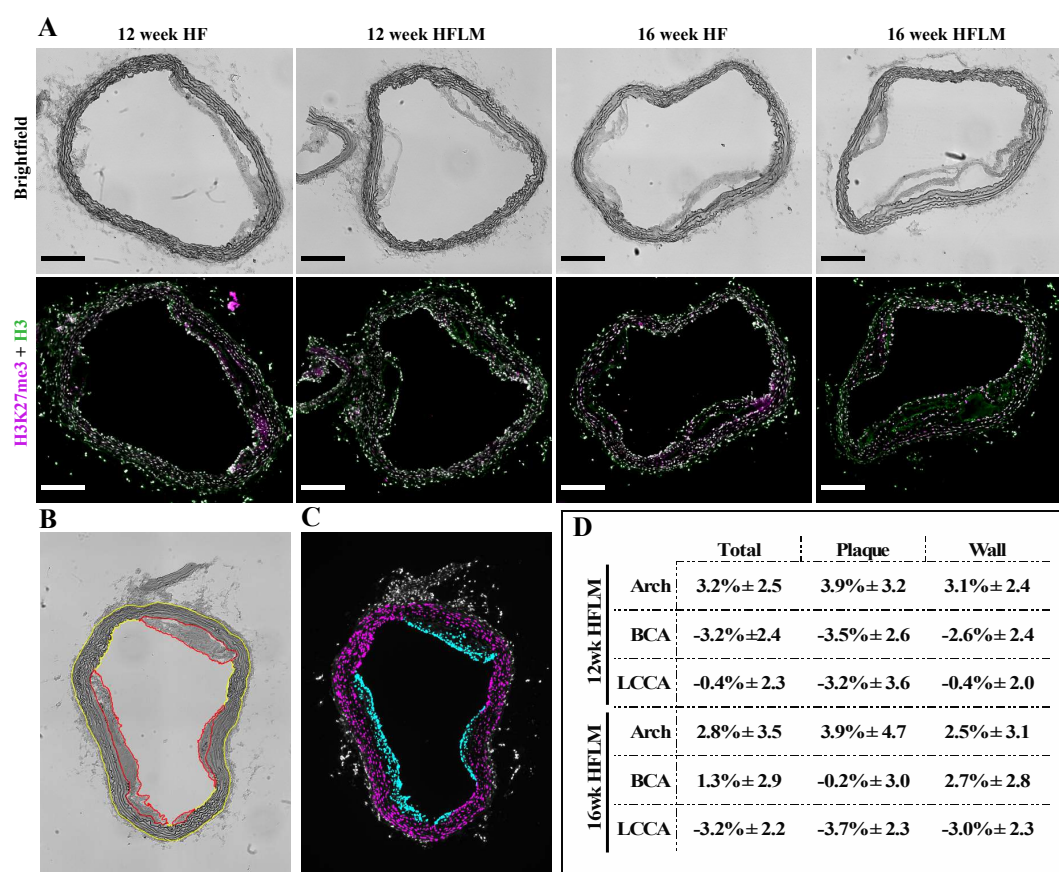 A
12 week HF
12 week HFLM
16 week HF
16 week HFLM
Brightfield
H3K27me3 + H3
B
C
D
Total Plaque Wall
12wk HFLM
Arch 3.2% ± 2.5 3.9% ± 3.2 3.1% ± 2.4
BCA -3.2% ± 2.4 -3.5% ± 2.6 -2.6% ± 2.4
LCCA -0.4% ± 2.3 -3.2% ± 3.6 -0.4% ± 2.0
16wk HFLM
Arch 2.8% ± 3.5 3.9% ± 4.7 2.5% ± 3.1
BCA 1.3% ± 2.9 -0.2% ± 3.0 2.7% ± 2.8
LCCA -3.2% ± 2.2 -3.7% ± 2.3 -3.0% ± 2.3